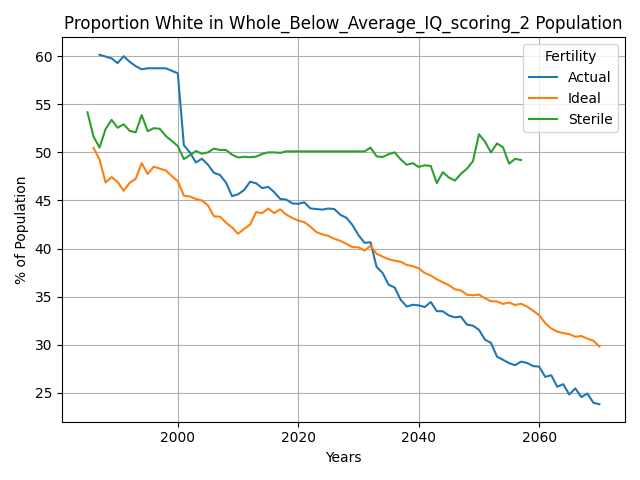 Proportion White in Whole_Below_Average_IQ_scoring_2 Population
Fertility
Actual
Ideal
Sterile
% of Population
60
55
50
45
40
35
30
25
2000
2020
2040
2060
Years